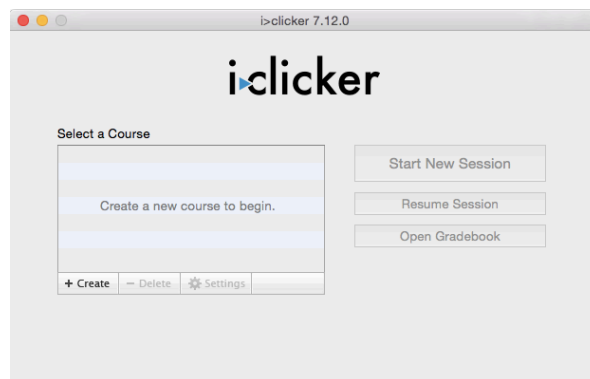 i>clicker 7.12.0
i>clicker
Select a Course
Create a new course to begin.
+ Create
− Delete
Settings
Start New Session
Resume Session
Open Gradebook